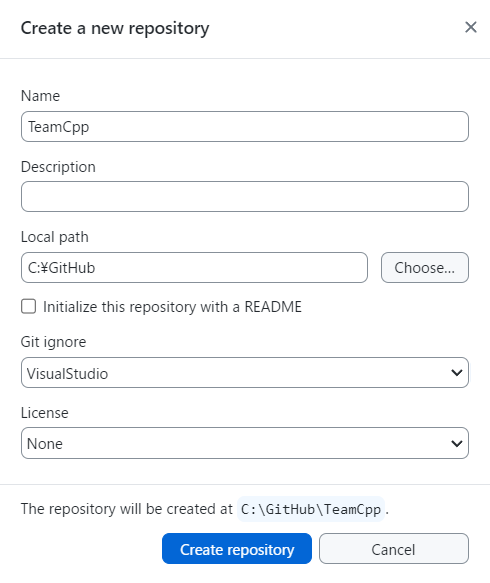 Create a new repository
Name
TeamCpp
Description
Local path
C:¥GitHub
Choose...
Initialize this repository with a README
Git ignore
VisualStudio
License
None
The repository will be created at C:\GitHub\TeamCpp.
Create repository
Cancel